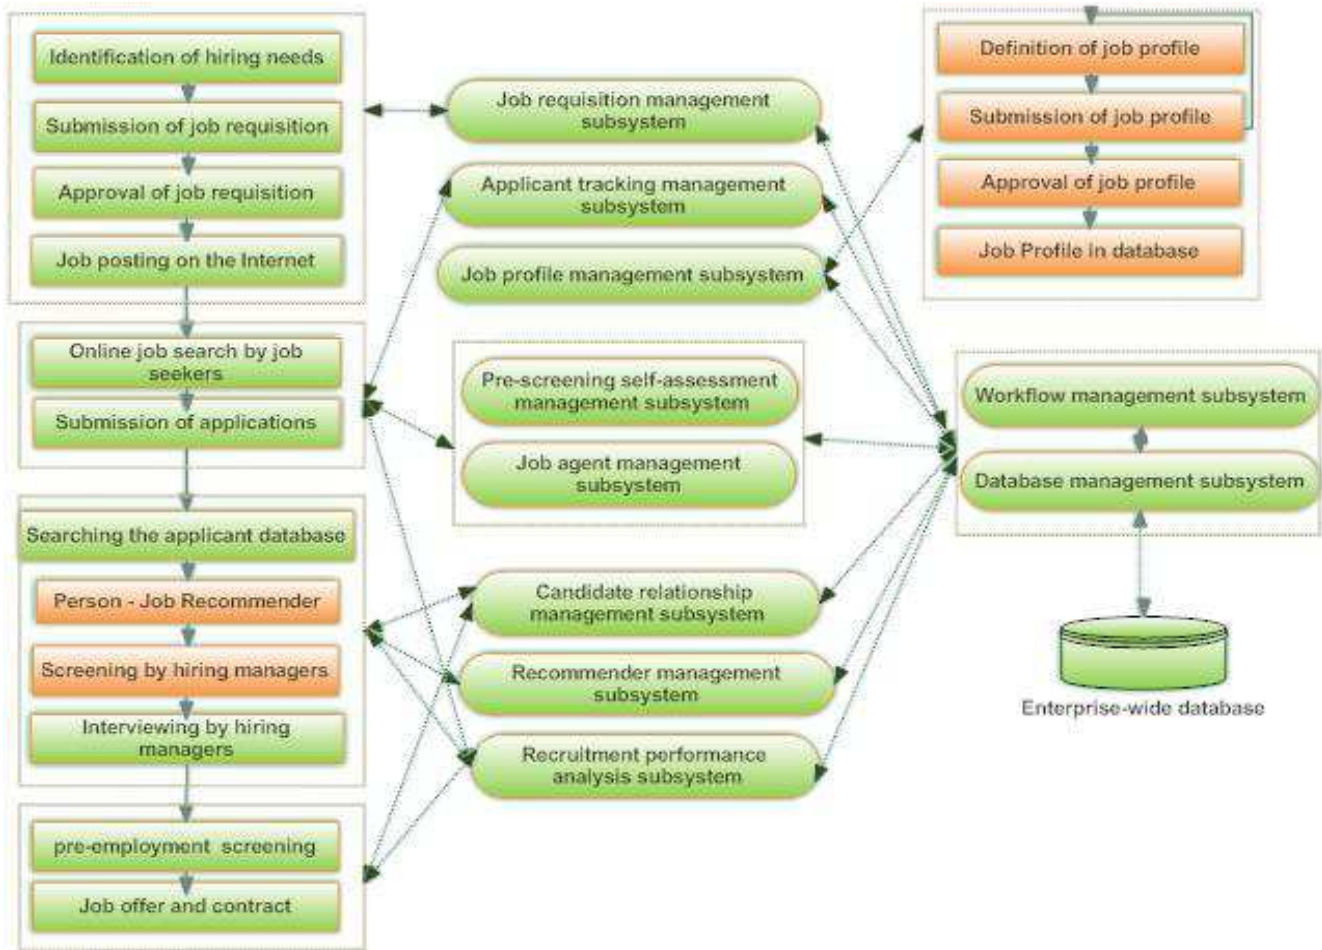 Identification of hiring needs
Submission of job requisition
Approval of job requisition
Job posting on the Internet
Online job search by job
seekers
Submission of applications
Searching the applicant database
Person - Job Recommender
Screening by hiring managers
Interviewing by hiring
managers
pre-employment screening
Job offer and contract
Job requisition management
subsystem
Applicant tracking management
subsystem
Job profile management subsystem
Pre-screening self-assessment
management subsystem
Job agent management
subsystem
Candidate relationship
management subsystem
Recommender management
subsystem
Recruitment performance
analysis subsystem
Definition of job profile
Submission of job profile
Approval of job profile
Job Profile in database
Workflow management subsystem
Database management subsystem
Enterprise-wide database